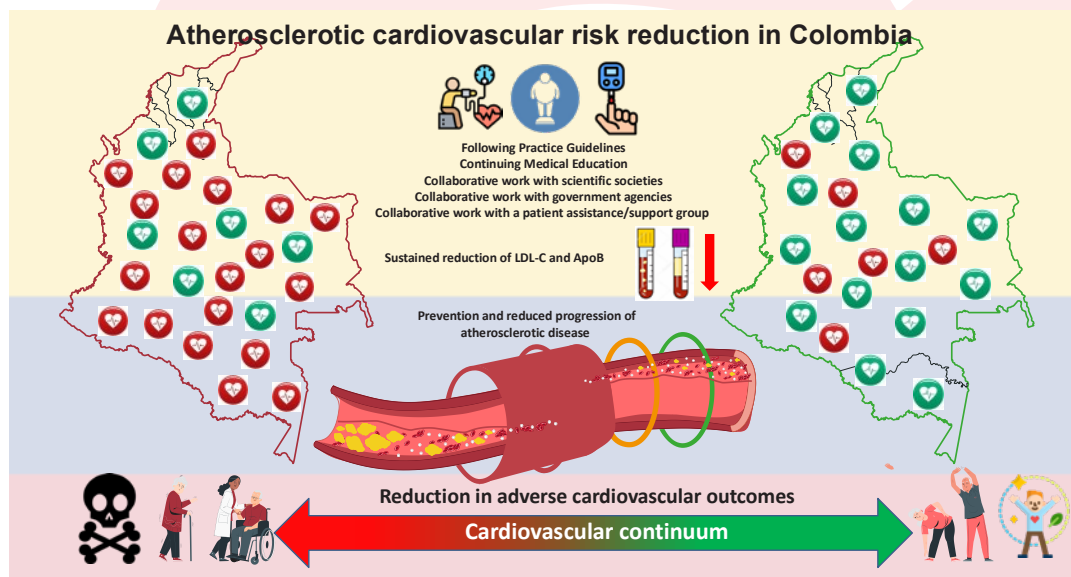 Atherosclerotic cardiovascular risk reduction in Colombia
Following Practice Guidelines
Continuing Medical Education
Collaborative work with scientific societies
Collaborative work with government agencies
Collaborative work with a patient assistance/support group
Sustained reduction of LDL-C and ApoB
Prevention and reduced progression of
atherosclerotic disease
Reduction in adverse cardiovascular outcomes
Cardiovascular continuum